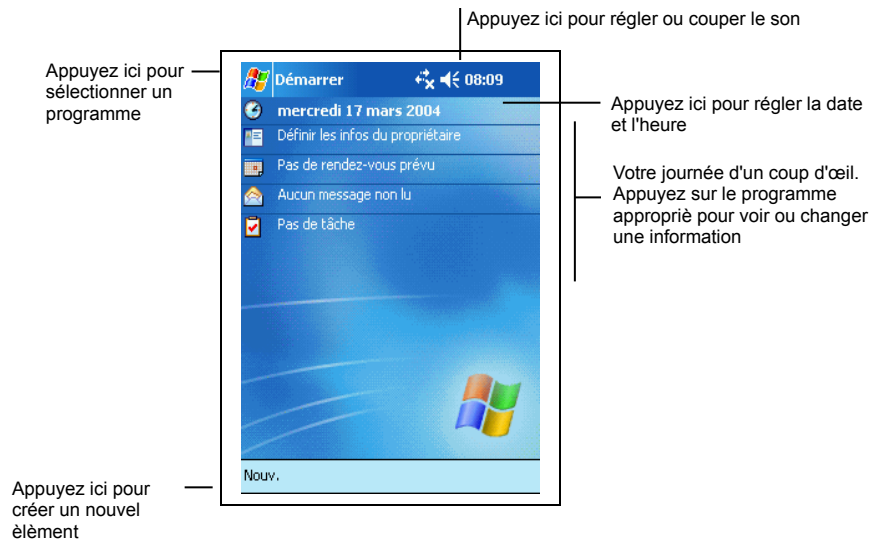 Appuyez ici pour régler ou couper le son
Appuyez ici pour
sélectionner un
programme
Démarrer 08:09
mercredi 17 mars 2004
Définir les infos du propriétaire
Pas de rendez-vous prévu
Aucun message non lu
Pas de tâche
Appuyez ici pour régler la date
et l'heure
Votre journée d'un coup d'œil.
Appuyez sur le programme
appropriè pour voir ou changer
une information
Nouv.
Appuyez ici pour
créer un nouvel
èlèment